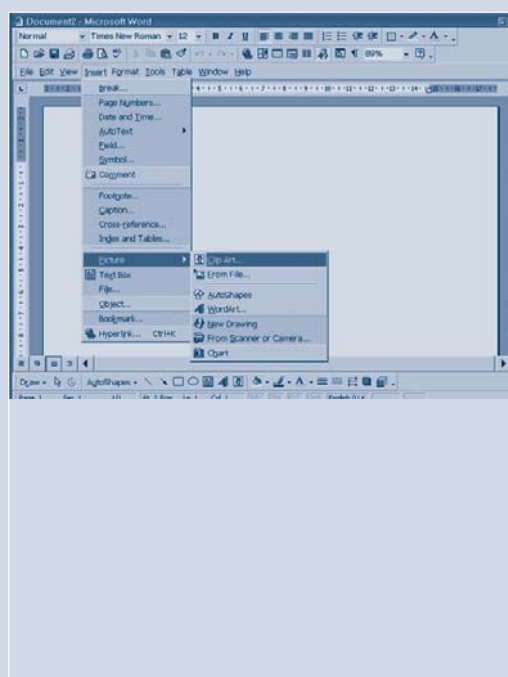 Document2 - Microsoft Word
Normal Times New Roman 12 B I U
89%
File Edit View Insert Format Tools Table Window Help
Break...
Page Numbers...
Date and Time...
AutoText
Field...
Symbol...
Comment
Footnote...
Caption...
Cross-reference...
Index and Tables...
Picture
Clip Art...
Text Box
From File...
File...
AutoShapes
Object...
WordArt...
Bookmark...
New Drawing
Hyperlink... Ctrl+K
From Scanner or Camera...
Chart
Draw AutoShapes